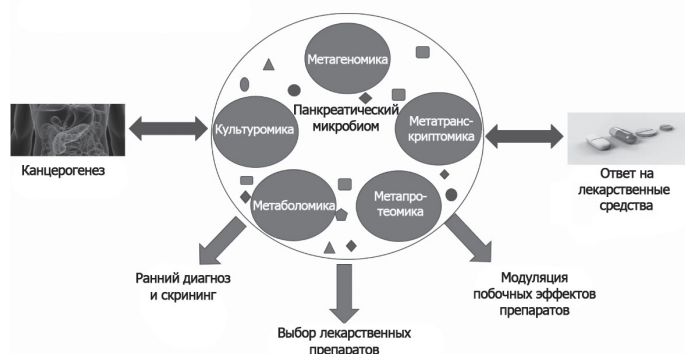 Метагеномика
Панкреатический
микробиом
Культуромика
Метатранс-
криптомика
Метаболомика
Метапро-
теомика
Канцерогенез
Ответ на
лекарственные
средства
Ранний диагноз
и скрининг
Выбор лекарственных
препаратов
Модуляция
побочных эффектов
препаратов